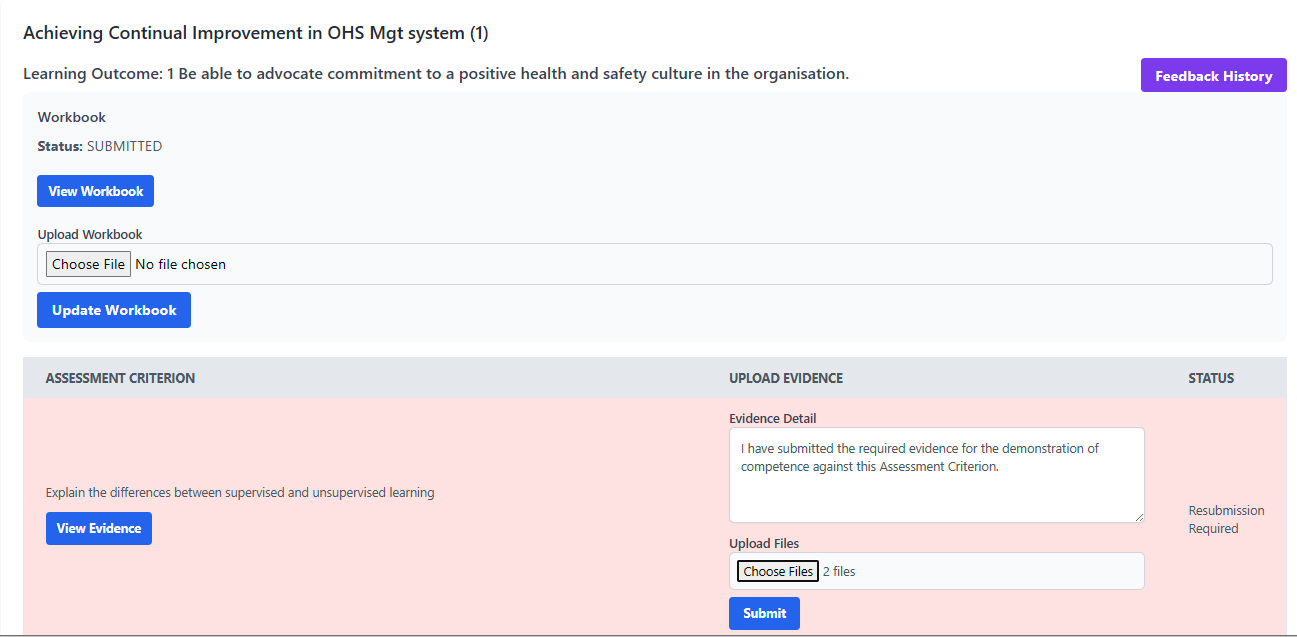 Achieving Continual Improvement in OHS Mgt system (1)
Learning Outcome: 1 Be able to advocate commitment to a positive health and safety culture in the organisation.
Feedback History
Workbook
Status: SUBMITTED
View Workbook
Upload Workbook
Choose File No file chosen
Update Workbook
ASSESSMENT CRITERION UPLOAD EVIDENCE STATUS
Explain the differences between supervised and unsupervised learning
View Evidence
Evidence Detail
I have submitted the required evidence for the demonstration of
competence against this Assessment Criterion.
Upload Files
Choose Files 2 files
Submit
Resubmission
Required